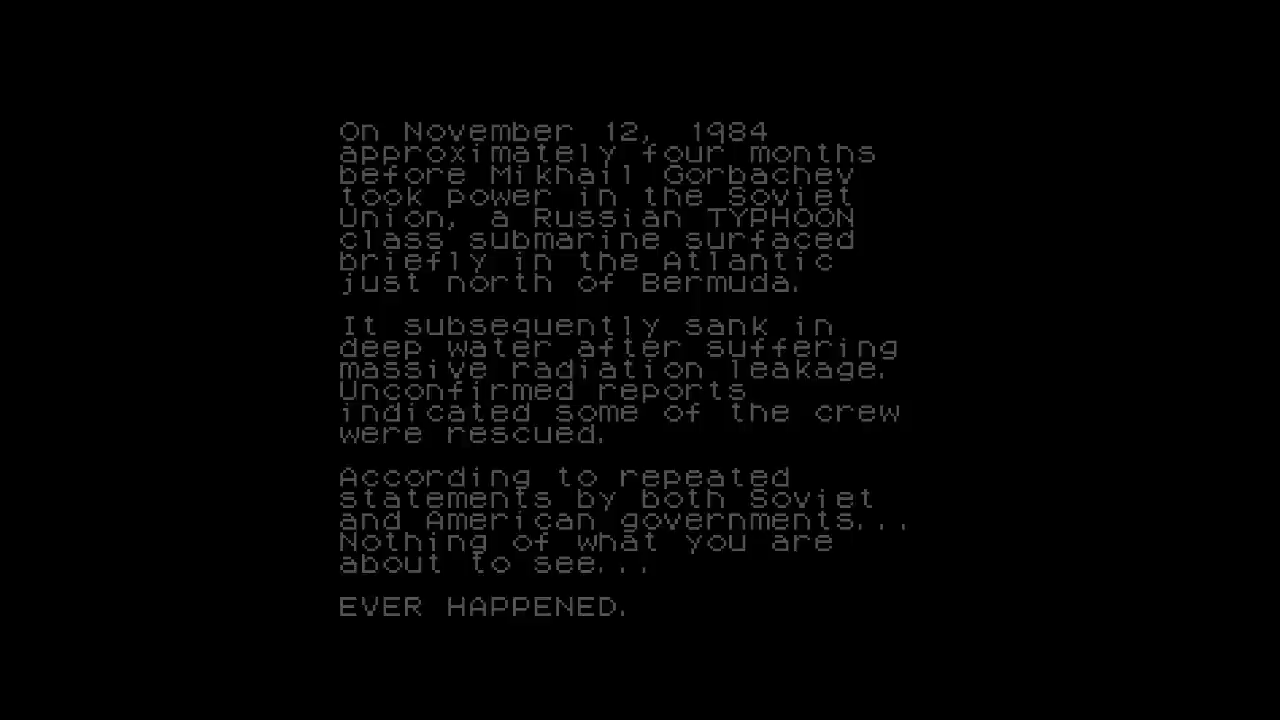 On November 12, 1984
approximately four months
before Mikhail Gorbachev
took power in the Soviet
Union, a Russian TYPHOON
class submarine surfaced
briefly in the Atlantic
just north of Bermuda.
It subsequently sank in
deep water after suffering
massive radiation leakage.
Unconfirmed reports
indicated some of the crew
were rescued.
According to repeated
statements by both Soviet
and American governments...
Nothing of what you are
about to see...
EVER HAPPENED.